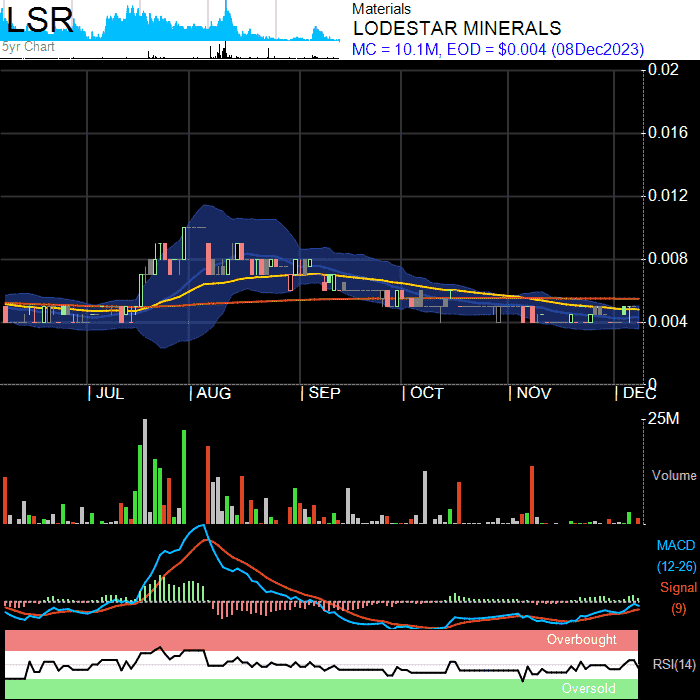 LSR
5yr Chart
Materials
LODESTAR MINERALS
MC = 10.1M, EOD = $0.004 (08Dec2023)
0.02
0.016
0.012
0.008
0.004
0
JUL AUG SEP OCT NOV DEC
25M
Volume
MACD
(12-26)
Signal
(9)
Overbought
RSI(14)
Oversold